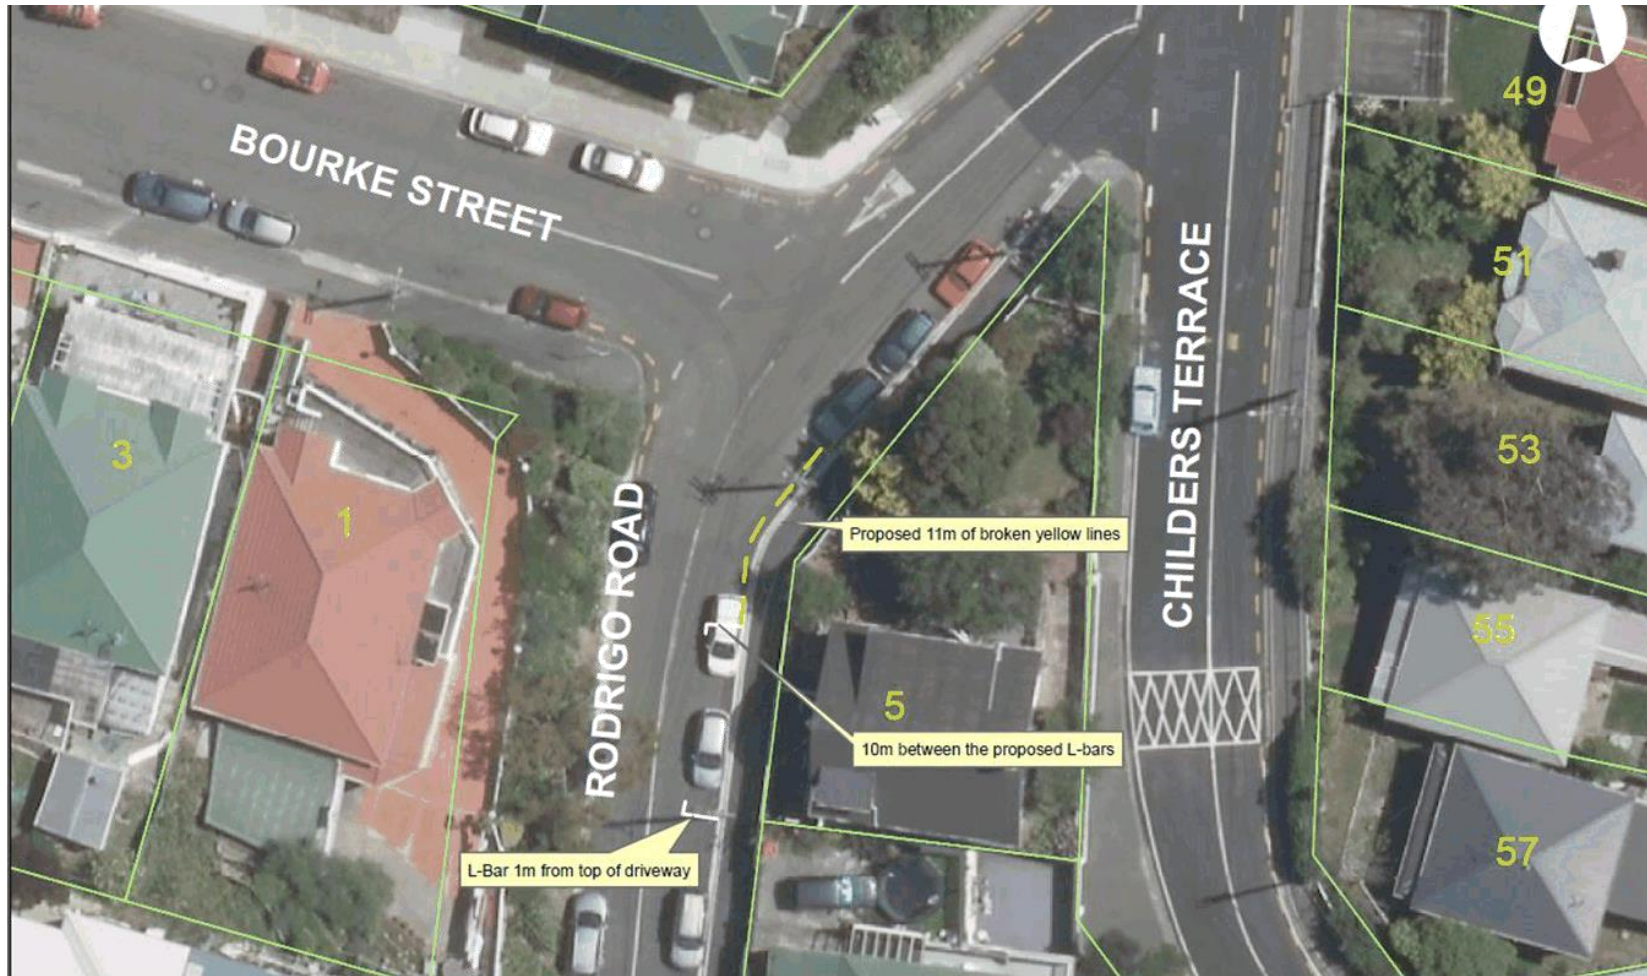 49
BOURKE STREET
51
CHILDERS TERRACE
3
53
1
RODRIGO ROAD
Proposed 11m of broken yellow lines
55
5
10m between the proposed L-bars
57
L-Bar 1m from top of driveway